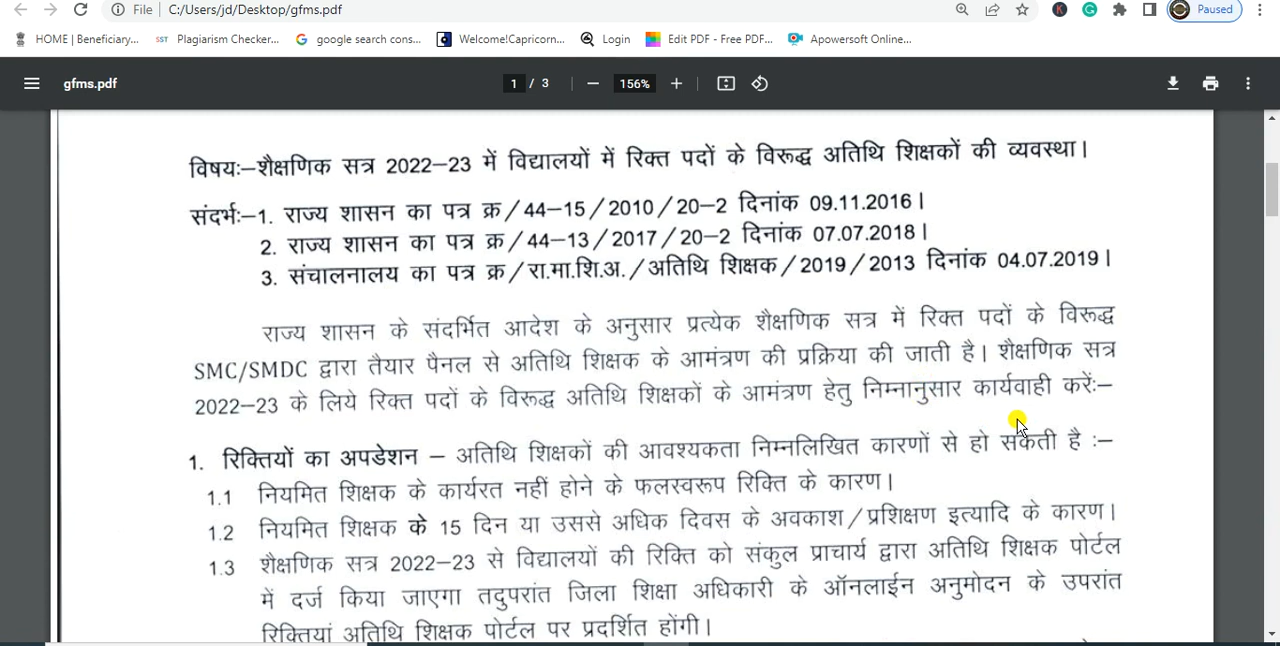 File | C:/Users/jd/Desktop/gfms.pdf
Paused
HOME | Beneficiary...
SST Plagiarism Checker...
google search cons...
Welcome!Capricorn...
Login
Edit PDF - Free PDF...
Apowersoft Online...
gfms.pdf
1 / 3
156%
विषयः–शैक्षणिक सत्र 2022–23 में विद्यालयों में रिक्त पदों के विरूद्ध अतिथि शिक्षकों की व्यवस्था।
संदर्भः–1. राज्य शासन का पत्र क्र/44–15/2010/20–2 दिनांक 09.11.2016।
2. राज्य शासन का पत्र क्र/44–13/2017/20–2 दिनांक 07.07.2018।
3. संचालनालय का पत्र क्र/रा.मा.शि.अ./अतिथि शिक्षक/2019/2013 दिनांक 04.07.2019।
राज्य शासन के संदर्भित आदेश के अनुसार प्रत्येक शैक्षणिक सत्र में रिक्त पदों के विरूद्ध
SMC/SMDC द्वारा तैयार पैनल से अतिथि शिक्षक के आमंत्रण की प्रक्रिया की जाती है। शैक्षणिक सत्र
2022–23 के लिये रिक्त पदों के विरूद्ध अतिथि शिक्षकों के आमंत्रण हेतु निम्नानुसार कार्यवाही करेंः–
1. रिक्तियों का अपडेशन – अतिथि शिक्षकों की आवश्यकता निम्नलिखित कारणों से हो सकती है :–
1.1 नियमित शिक्षक के कार्यरत नहीं होने के फलस्वरूप रिक्ति के कारण।
1.2 नियमित शिक्षक के 15 दिन या उससे अधिक दिवस के अवकाश/प्रशिक्षण इत्यादि के कारण।
1.3 शैक्षणिक सत्र 2022–23 से विद्यालयों की रिक्ति को संकुल प्राचार्य द्वारा अतिथि शिक्षक पोर्टल
में दर्ज किया जाएगा तदुपरांत जिला शिक्षा अधिकारी के ऑनलाईन अनुमोदन के उपरांत
रिक्तियां अतिथि शिक्षक पोर्टल पर प्रदर्शित होंगी।